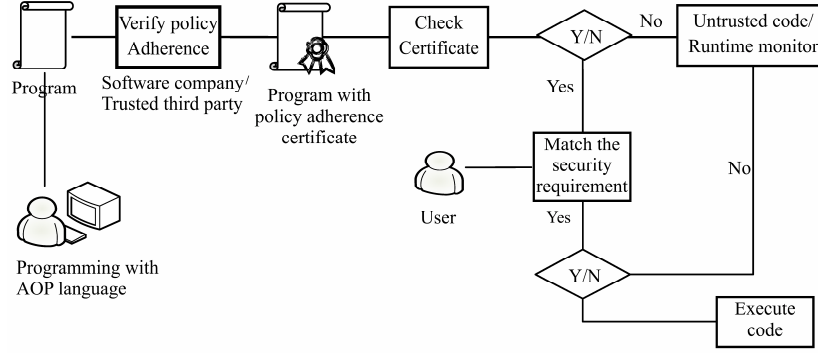 Program
Verify policy
Adherence
Software company/
Trusted third party
Program with
policy adherence
certificate
Check
Certificate
Y/N
No
Untrusted code/
Runtime monitor
Yes
Match the
security
requirement
User
No
Yes
Y/N
Programming with
AOP language
Execute
code